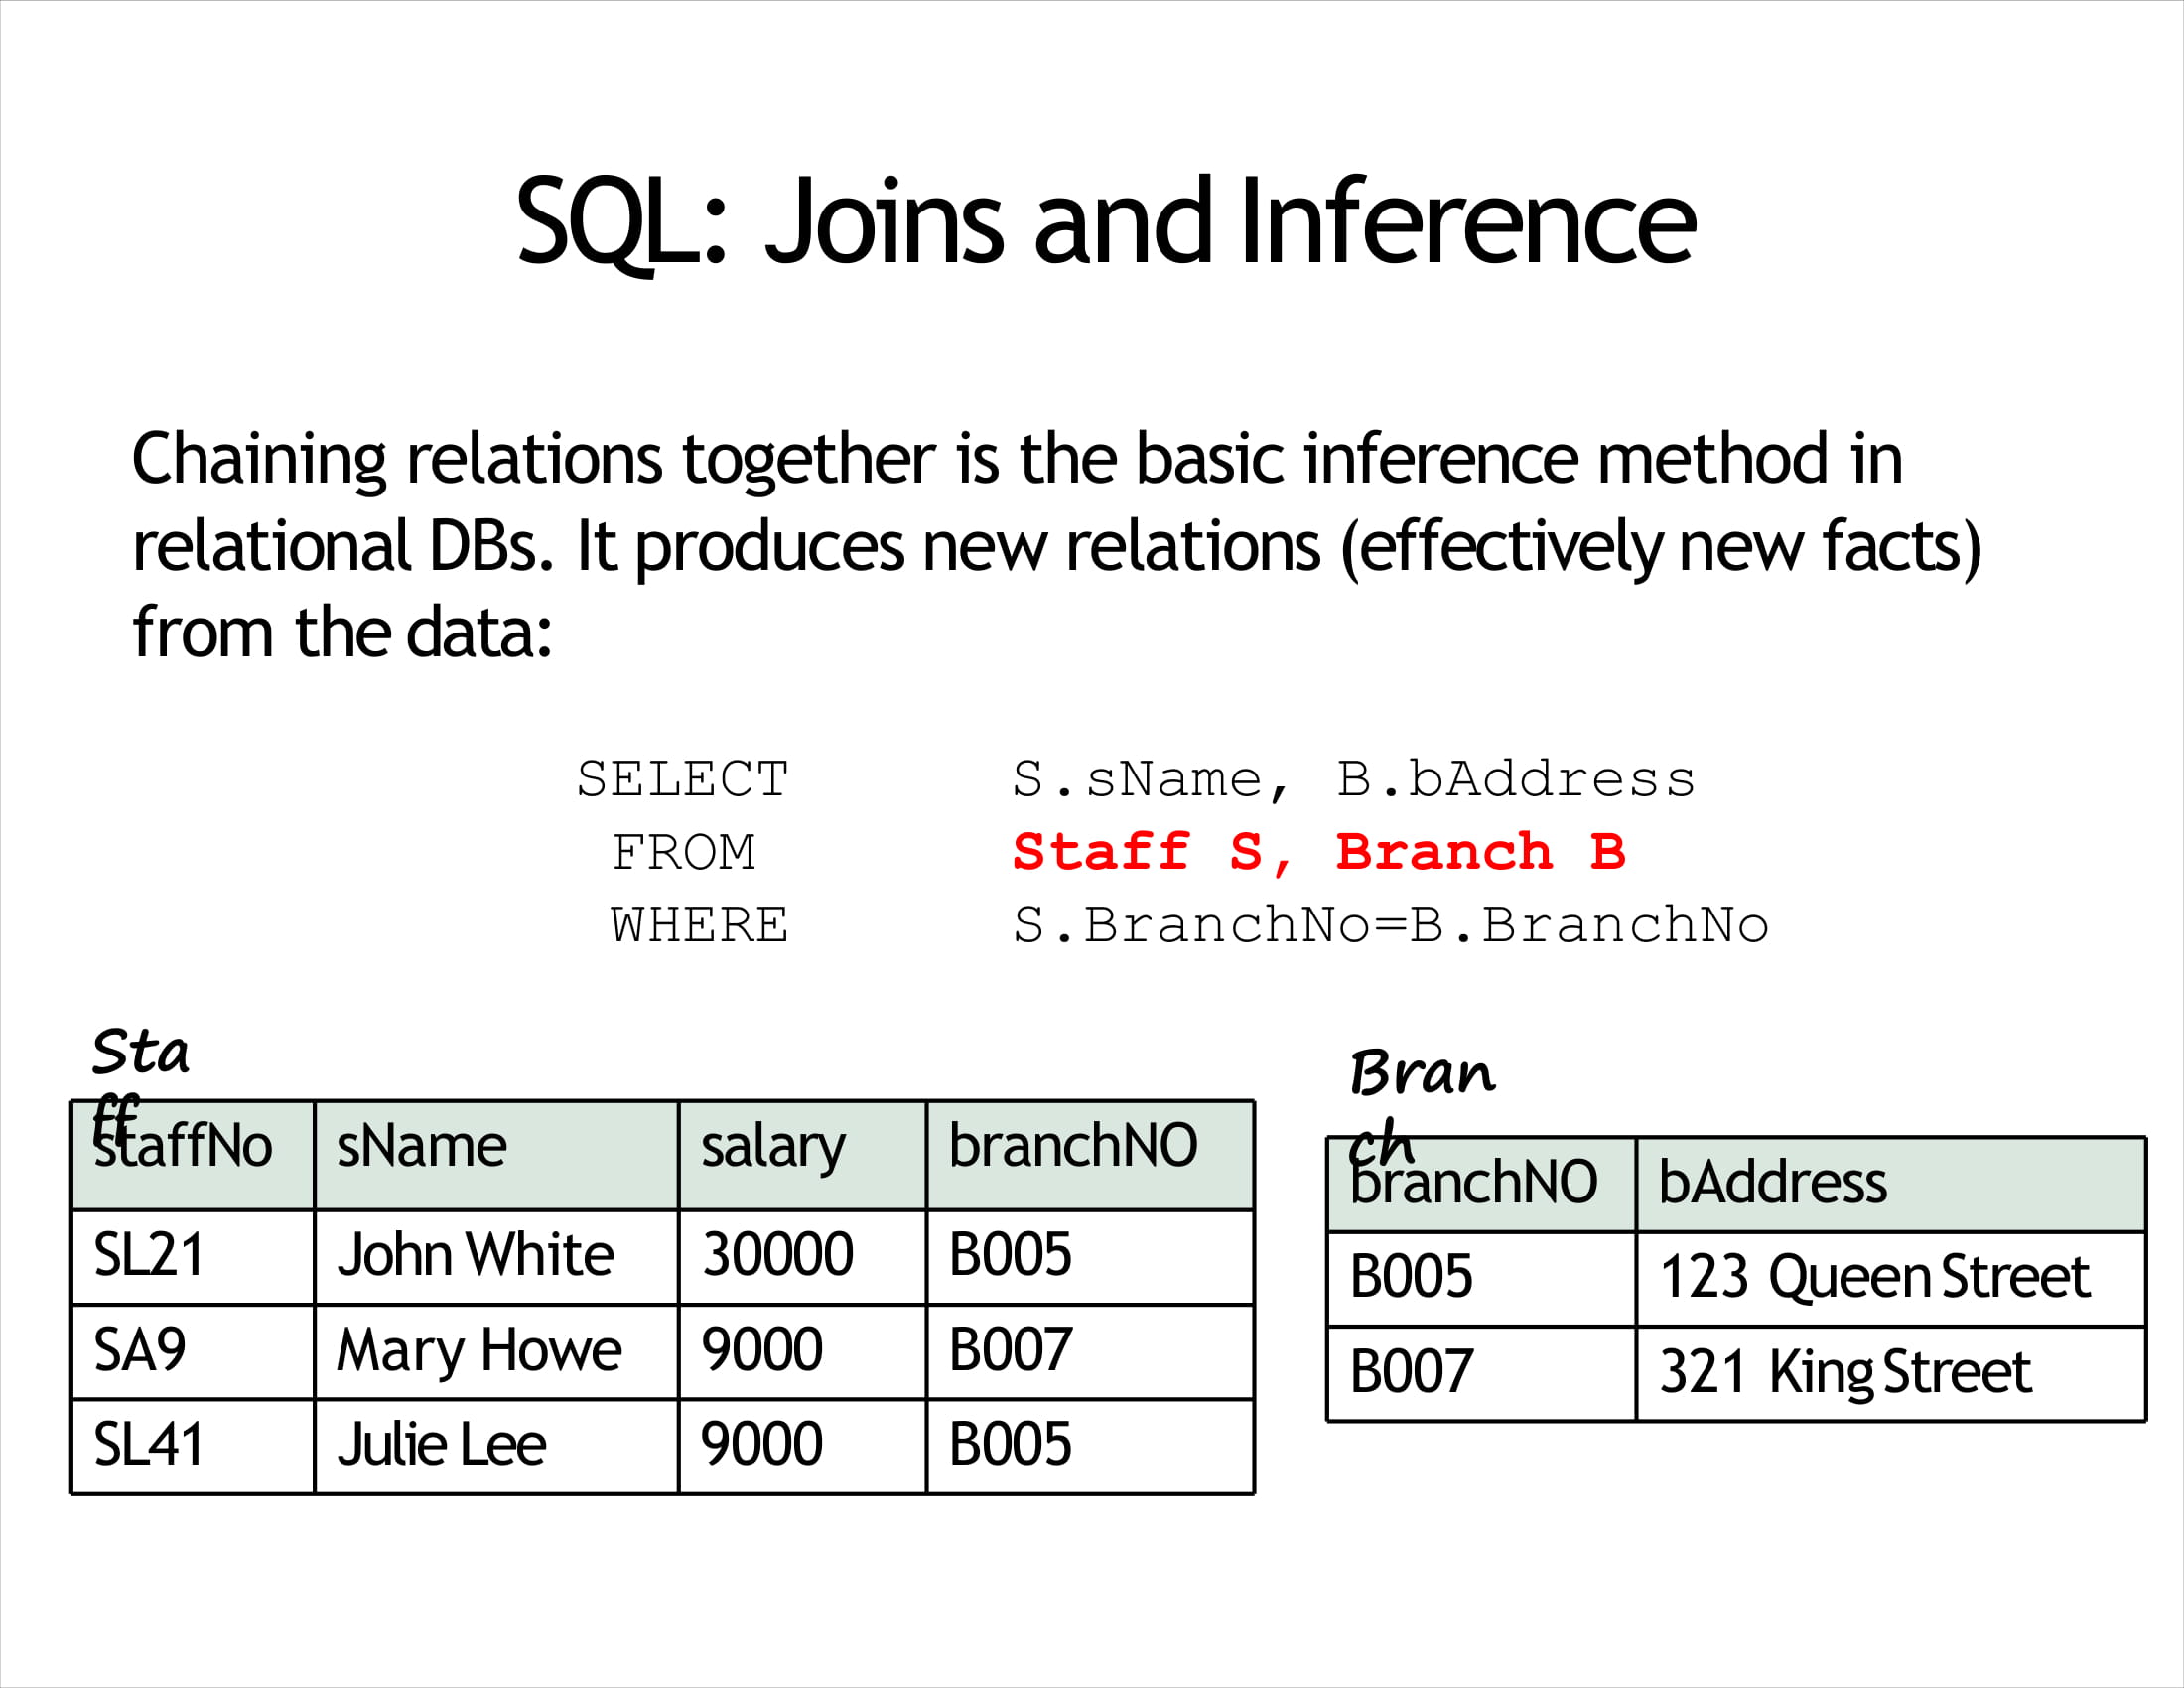 SQL: Joins and Inference
Chaining relations together is the basic inference method in
relational DBs. It produces new relations (effectively new facts)
from the data:
SELECT S.sName, B.bAddress
FROM Staff S, Branch B
WHERE S.BranchNo=B.BranchNo
Sta
ff
staffNo sName salary branchNO
SL21 John White 30000 B005
SA9 Mary Howe 9000 B007
SL41 Julie Lee 9000 B005
Bran
ch
branchNO bAddress
B005 123 Queen Street
B007 321 King Street